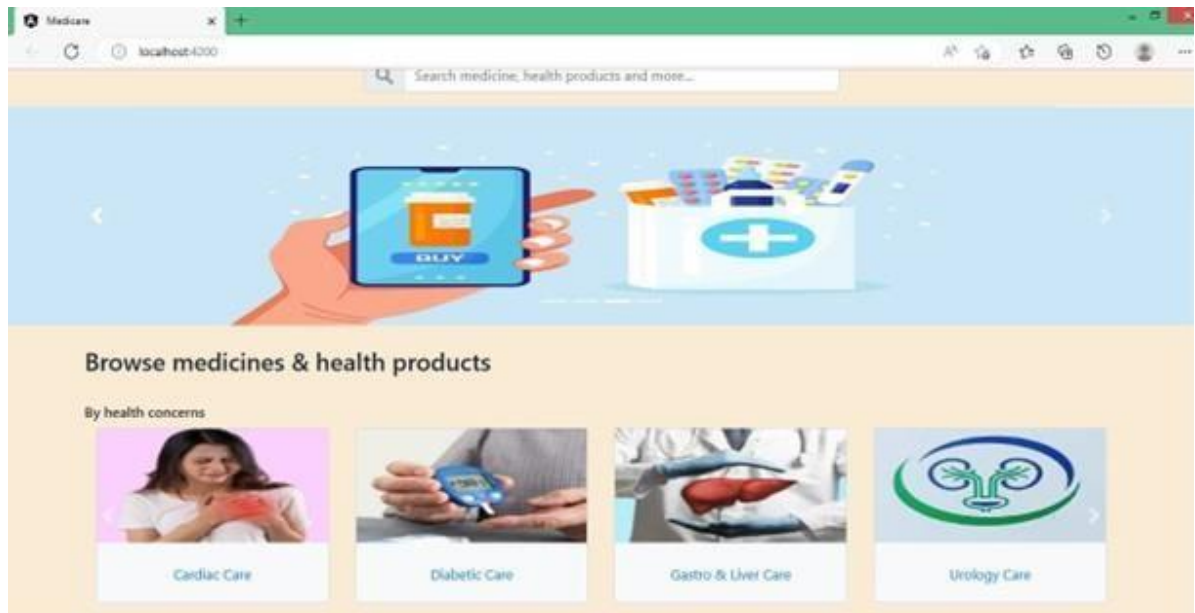 Medicare
localhost:4200
Search medicine, health products and more...
BUY
Browse medicines & health products
By health concerns
Cardiac Care
Diabetic Care
Gastro & Liver Care
Urology Care